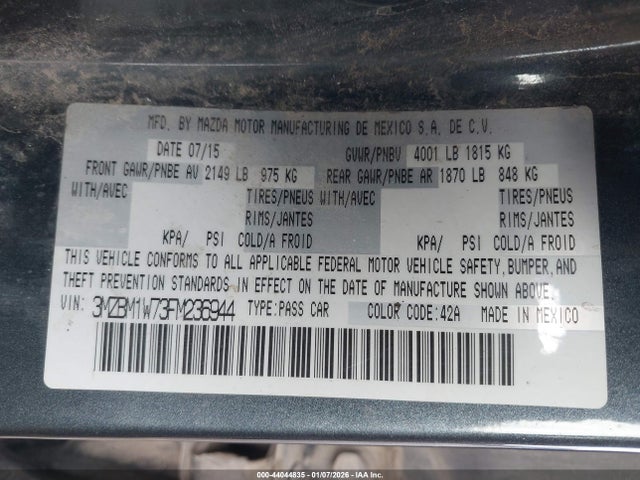 MFD. BY MAZDA MOTOR MANUFACTURING DE MEXICO S.A. DE C.V.
DATE 07/15 GVWR/PNBV 4001 LB 1815 KG
FRONT GAWR/PNBE AV 2149 LB 975 KG REAR GAWR/PNBE AR 1870 LB 848 KG
WITH/AVEC TIRES/PNEUS WITH/AVEC TIRES/PNEUS
RIMS/JANTES RIMS/JANTES
KPA/ PSI COLD/A FROID KPA/ PSI COLD/A FROID
THIS VEHICLE CONFORMS TO ALL APPLICABLE FEDERAL MOTOR VEHICLE SAFETY, BUMPER, AND
THEFT PREVENTION STANDARDS IN EFFECT ON THE DATE OF MANUFACTURE SHOWN ABOVE.
VIN: 3MZBM1W73FM236944 TYPE:PASS CAR COLOR CODE:42A MADE IN MEXICO
000-44044835 - 01/07/2026 - IAA Inc.